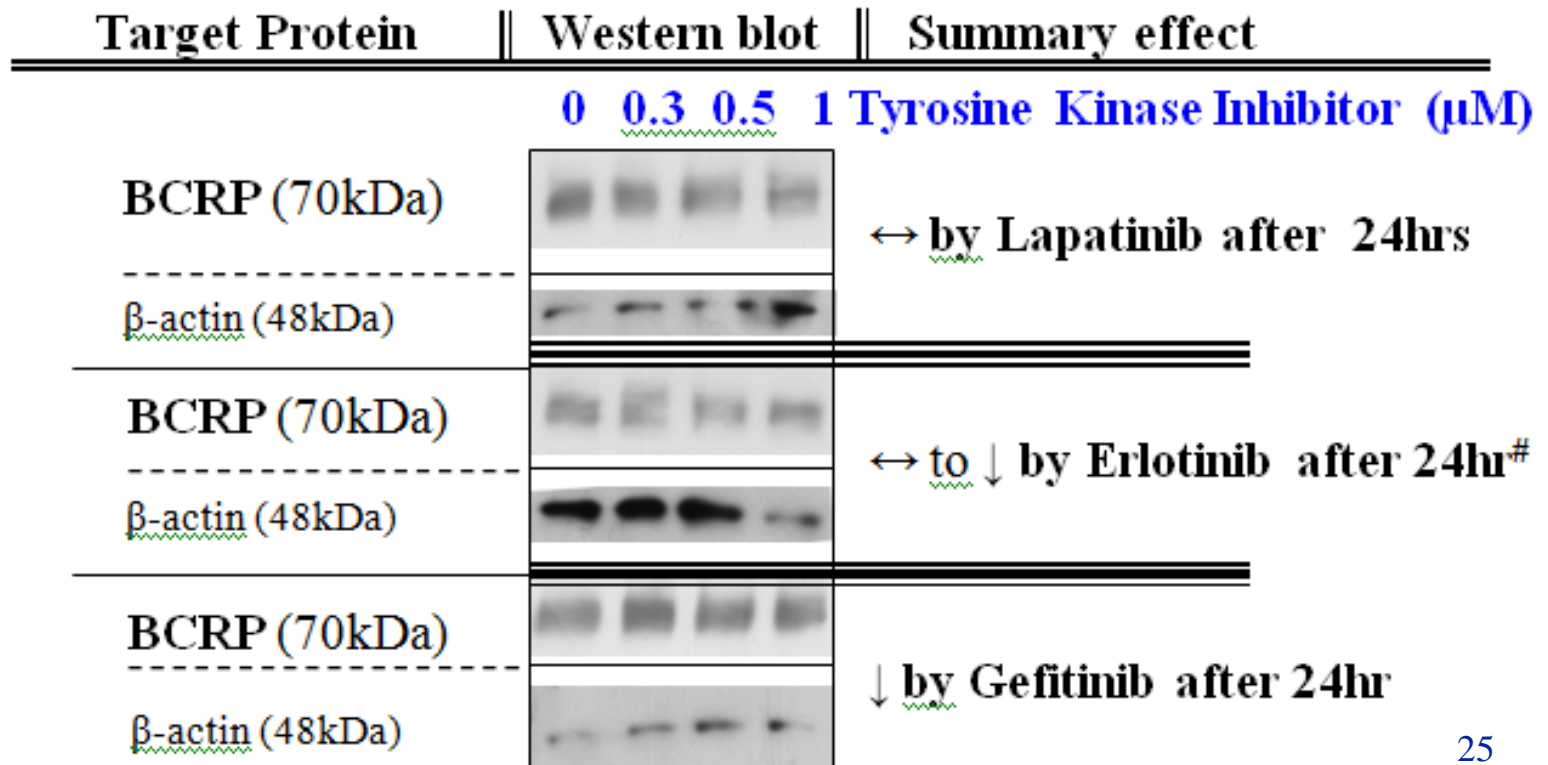 Target Protein || Western blot || Summary effect
0 0.3 0.5 1 Tyrosine Kinase Inhibitor (µM)
BCRP (70kDa)
↔ by Lapatinib after 24hrs
β-actin (48kDa)
BCRP (70kDa)
↔ to ↓ by Erlotinib after 24hr#
β-actin (48kDa)
BCRP (70kDa)
↓ by Gefitinib after 24hr
β-actin (48kDa)
25